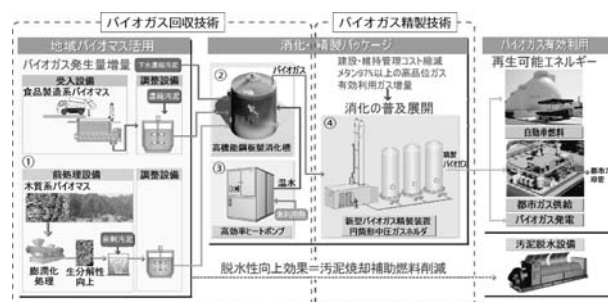 バイオガス回収技術
バイオガス精製技術
地域バイオマス活用
消化・精製パッケージ
バイオガス有効利用
バイオガス発生量増量
受入設備
食品製造系バイオマス
調整設備
下水濃縮汚泥
濃縮汚泥
①
前処理設備
木質系バイオマス
調整設備
膨潤化
処理
生分解性
向上
②
バイオガス
高機能鋼板製消化槽
③
温水
未利用熱
高効率ヒートポンプ
建設・維持管理コスト縮減
メタン97%以上の高品位ガス
有効利用ガス増量
消化の普及展開
④
精製
バイオガス
新型バイオガス精製装置
円筒形中圧ガスホルダ
再生可能エネルギー
自動車燃料
都市ガス
導管
都市ガス供給
バイオガス発電
汚泥脱水設備
脱水性向上効果=汚泥焼却補助燃料削減